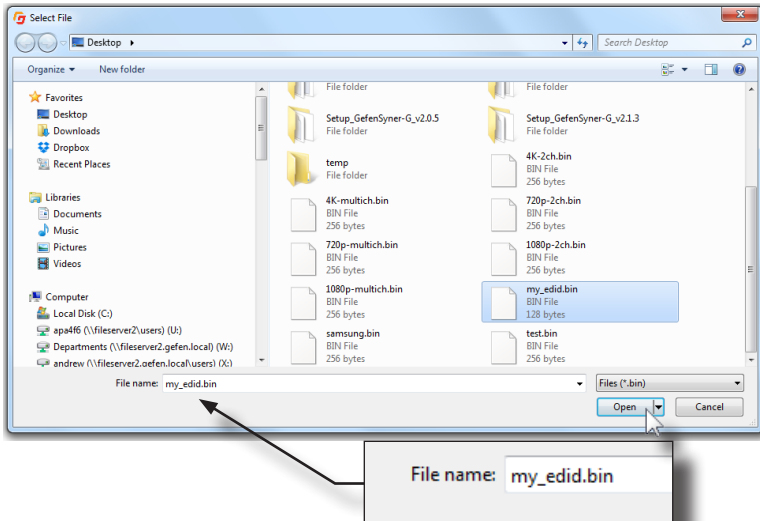 Select File
Desktop
Search Desktop
Organize
New folder
Favorites
Desktop
Downloads
Dropbox
Recent Places
Libraries
Documents
Music
Pictures
Videos
Computer
Local Disk (C:)
apa4f6 (\\fileserver2\users) (U:)
Departments (\\fileserver2.gefen.local) (W:)
andrew (\\fileserver2.gefen.local\users) (X:)
File folder
File folder
Setup_GefenSyner-G_v2.0.5
File folder
Setup_GefenSyner-G_v2.1.3
File folder
temp
File folder
4K-2ch.bin
BIN File
256 bytes
4K-multich.bin
BIN File
256 bytes
720p-2ch.bin
BIN File
256 bytes
720p-multich.bin
BIN File
256 bytes
1080p-2ch.bin
BIN File
256 bytes
1080p-multich.bin
BIN File
256 bytes
my_edid.bin
BIN File
128 bytes
samsung.bin
BIN File
256 bytes
test.bin
BIN File
256 bytes
File name: my_edid.bin
Files (*.bin)
Open
Cancel
File name: my_edid.bin